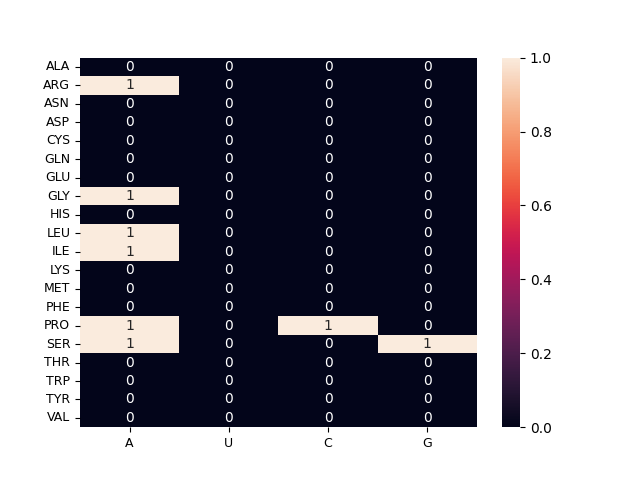 ALA 0 0 0 0 1.0
ARG 1 0 0 0
ASN 0 0 0 0
ASP 0 0 0 0
CYS 0 0 0 0 0.8
GLN 0 0 0 0
GLU 0 0 0 0
GLY 1 0 0 0
HIS 0 0 0 0 0.6
LEU 1 0 0 0
ILE 1 0 0 0
LYS 0 0 0 0
MET 0 0 0 0 0.4
PHE 0 0 0 0
PRO 1 0 1 0
SER 1 0 0 1
THR 0 0 0 0 0.2
TRP 0 0 0 0
TYR 0 0 0 0
VAL 0 0 0 0
0.0
A U C G